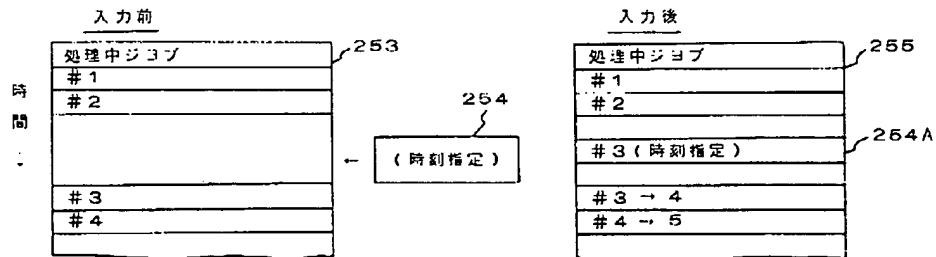 入力前
処理中ジョブ
#1
#2
#3
#4
253
時間
254
(時刻指定)
入力後
処理中ジョブ
#1
#2
#3(時刻指定)
#3 → 4
#4 → 5
255
254A